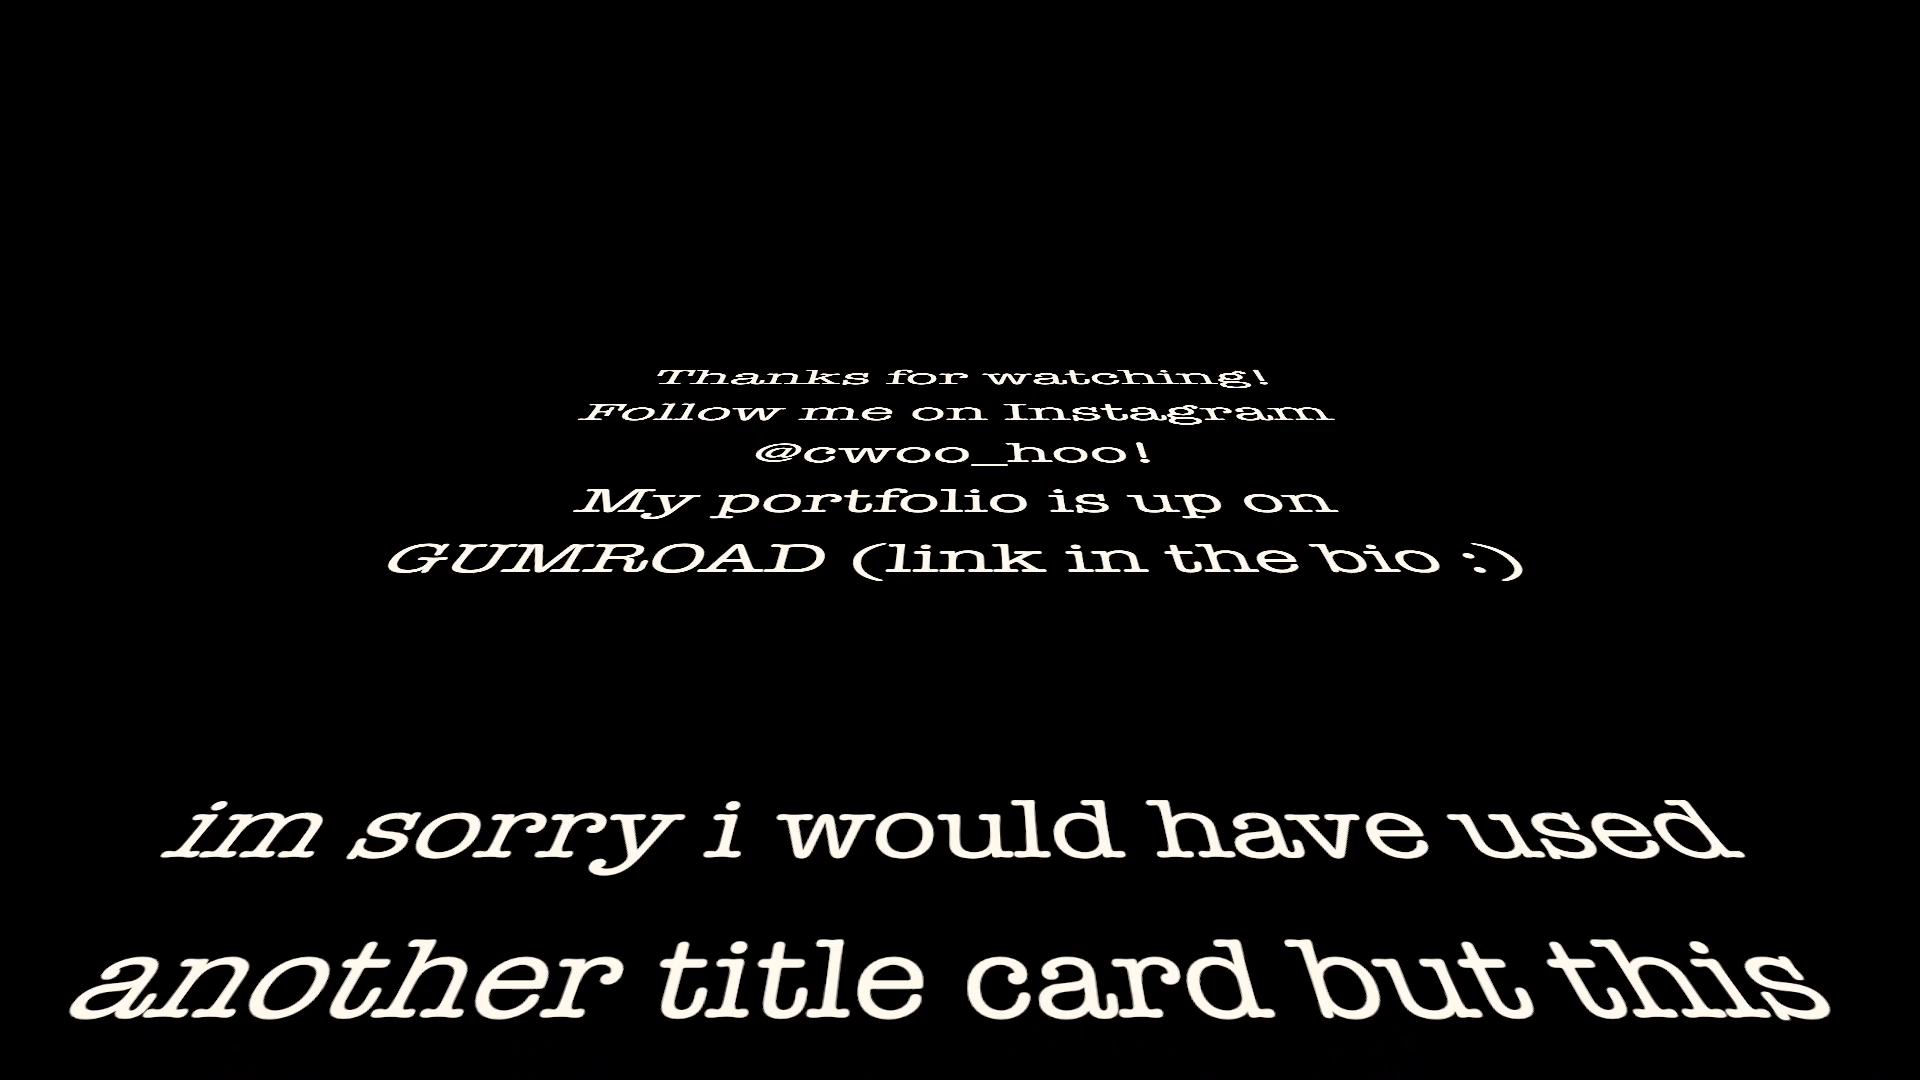 Thanks for watching!
Follow me on Instagram
@cwoo_hoo!
My portfolio is up on
GUMROAD (link in the bio :)
im sorry i would have used
another title card but this